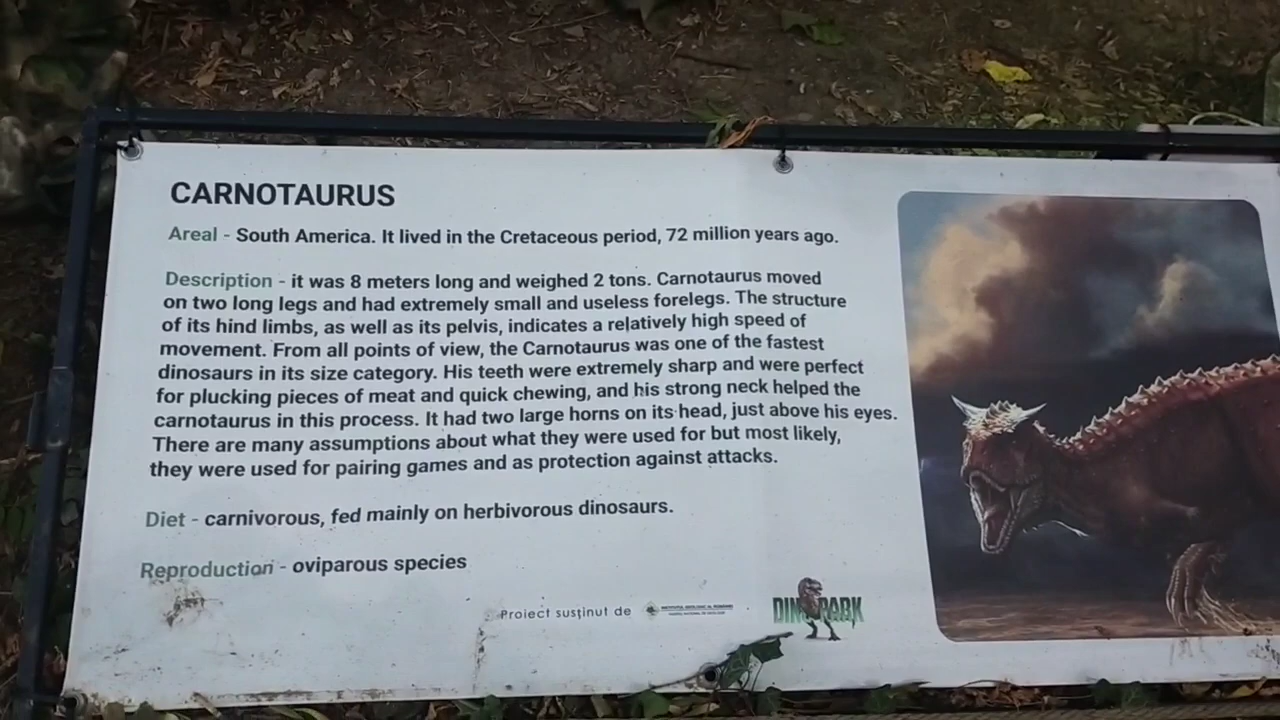 CARNOTAURUS
Areal - South America. It lived in the Cretaceous period, 72 million years ago.
Description - it was 8 meters long and weighed 2 tons. Carnotaurus moved
on two long legs and had extremely small and useless forelegs. The structure
of its hind limbs, as well as its pelvis, indicates a relatively high speed of
movement. From all points of view, the Carnotaurus was one of the fastest
dinosaurs in its size category. His teeth were extremely sharp and were perfect
for plucking pieces of meat and quick chewing, and his strong neck helped the
carnotaurus in this process. It had two large horns on its head, just above his eyes.
There are many assumptions about what they were used for but most likely,
they were used for pairing games and as protection against attacks.
Diet - carnivorous, fed mainly on herbivorous dinosaurs.
Reproduction - oviparous species
Proiect susținut de
INSTITUTUL GEOLOGIC AL ROMÂNIEI
DINOPARK